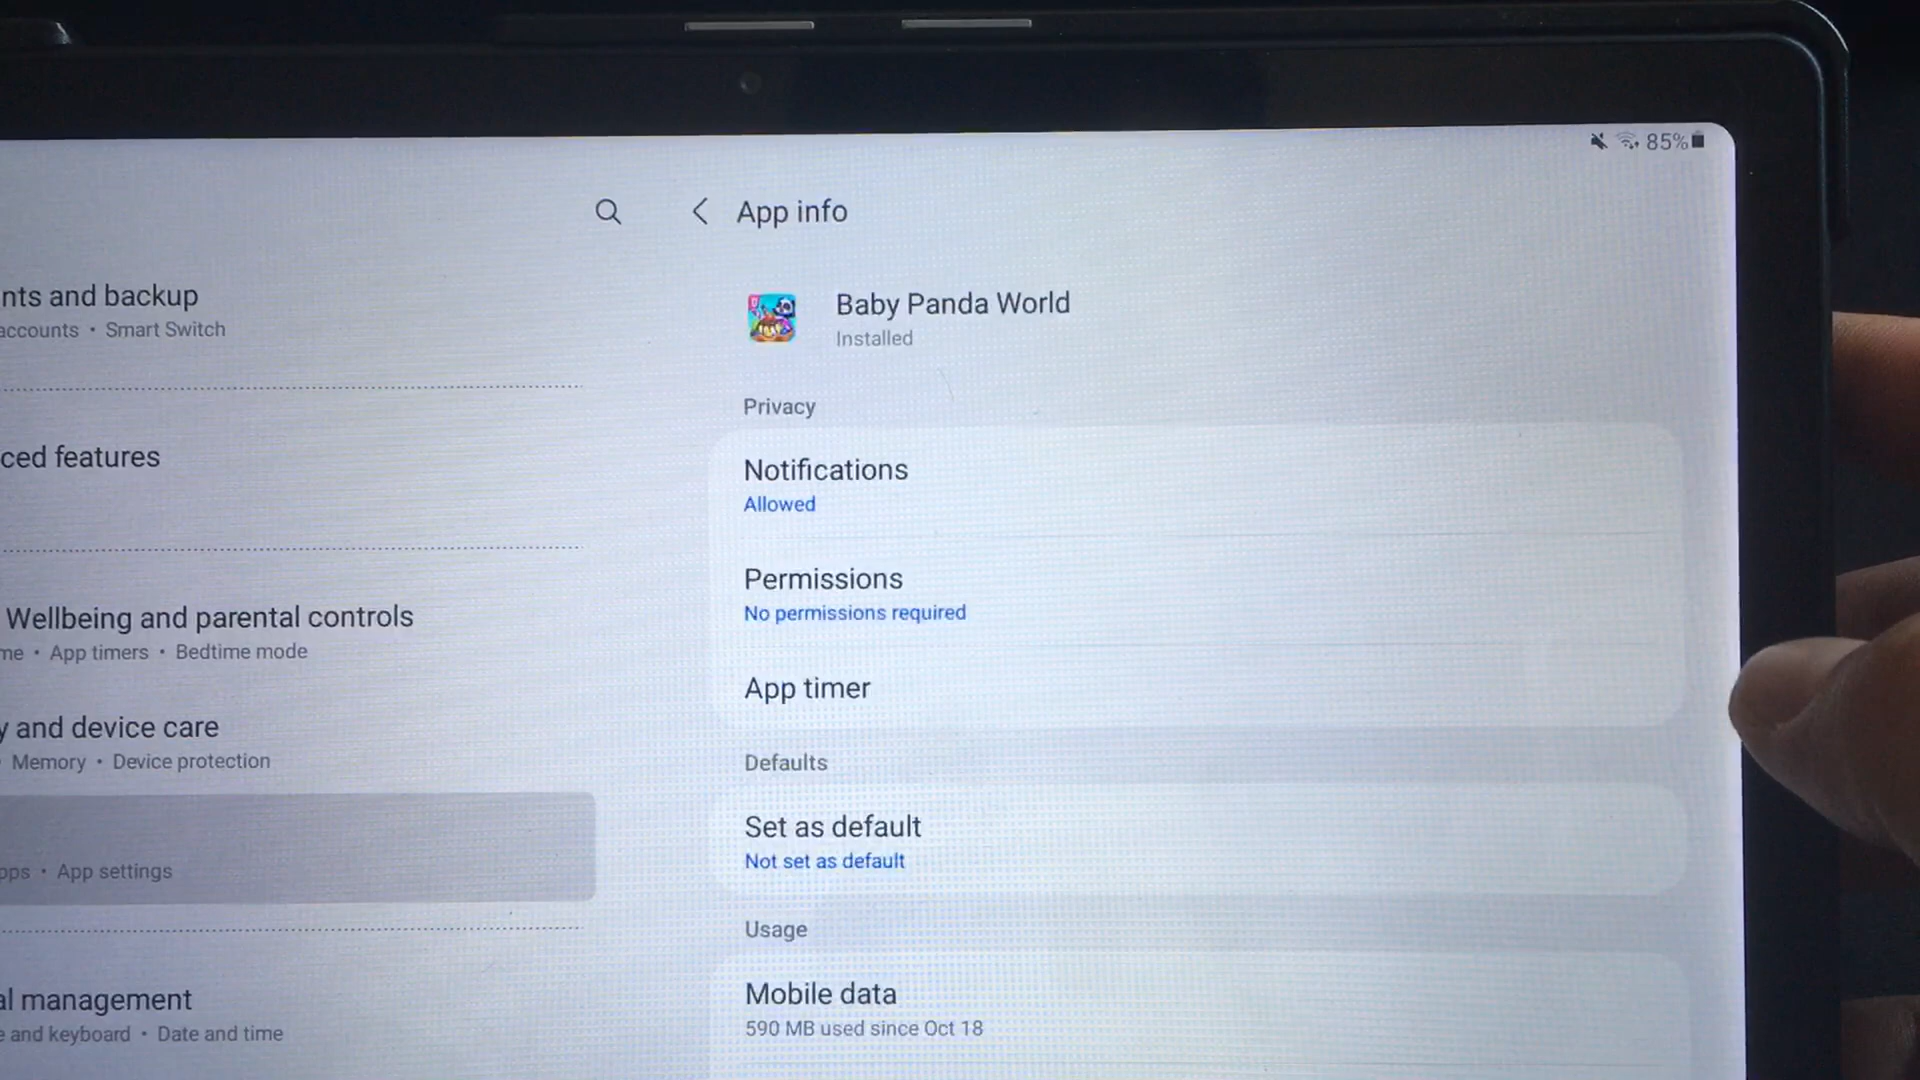 85%
App info
nts and backup
accounts • Smart Switch
ced features
Wellbeing and parental controls
me • App timers • Bedtime mode
y and device care
Memory • Device protection
pps • App settings
al management
e and keyboard • Date and time
Baby Panda World
Installed
Privacy
Notifications
Allowed
Permissions
No permissions required
App timer
Defaults
Set as default
Not set as default
Usage
Mobile data
590 MB used since Oct 18